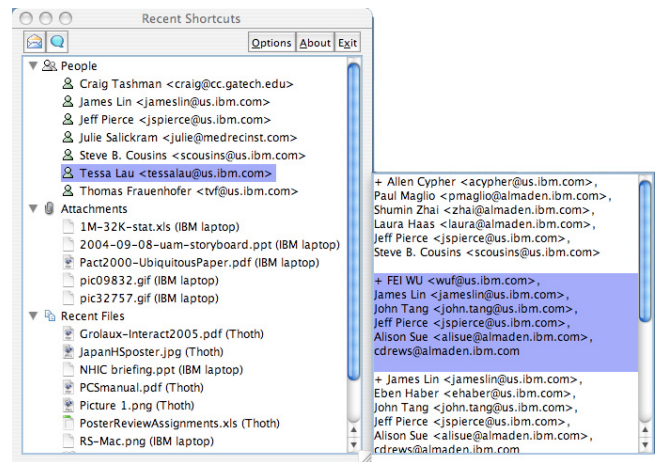 Recent Shortcuts
Options About Exit
People
Craig Tashman <craig@cc.gatech.edu>
James Lin <jameslin@us.ibm.com>
Jeff Pierce <jspierce@us.ibm.com>
Julie Salickram <julie@medrecinst.com>
Steve B. Cousins <scousins@us.ibm.com>
Tessa Lau <tessalau@us.ibm.com>
Thomas Frauenhofer <tvf@us.ibm.com>
Attachments
1M-32K-stat.xls (IBM laptop)
2004-09-08-uam-storyboard.ppt (IBM laptop)
Pact2000-UbiquitousPaper.pdf (IBM laptop)
pic09832.gif (IBM laptop)
pic32757.gif (IBM laptop)
Recent Files
Grolaux-Interact2005.pdf (Thoth)
JapanHSposter.jpg (Thoth)
NHIC briefing.ppt (IBM laptop)
PCSmanual.pdf (Thoth)
Picture 1.png (Thoth)
PosterReviewAssignments.xls (Thoth)
RS-Mac.png (IBM laptop)
+ Allen Cypher <acypher@us.ibm.com>,
Paul Maglio <pmaglio@almaden.ibm.com>,
Shumin Zhai <zhai@almaden.ibm.com>,
Laura Haas <laura@almaden.ibm.com>,
Jeff Pierce <jspierce@us.ibm.com>,
Steve B. Cousins <scousins@us.ibm.com>
+ FEI WU <wuf@us.ibm.com>,
James Lin <jameslin@us.ibm.com>,
John Tang <john.tang@us.ibm.com>,
Jeff Pierce <jspierce@us.ibm.com>,
Alison Sue <alisue@almaden.ibm.com>,
cdrews@almaden.ibm.com
+ James Lin <jameslin@us.ibm.com>,
Eben Haber <ehaber@us.ibm.com>,
John Tang <john.tang@us.ibm.com>,
Jeff Pierce <jspierce@us.ibm.com>,
Alison Sue <alisue@almaden.ibm.com>,
cdrews@almaden.ibm.com